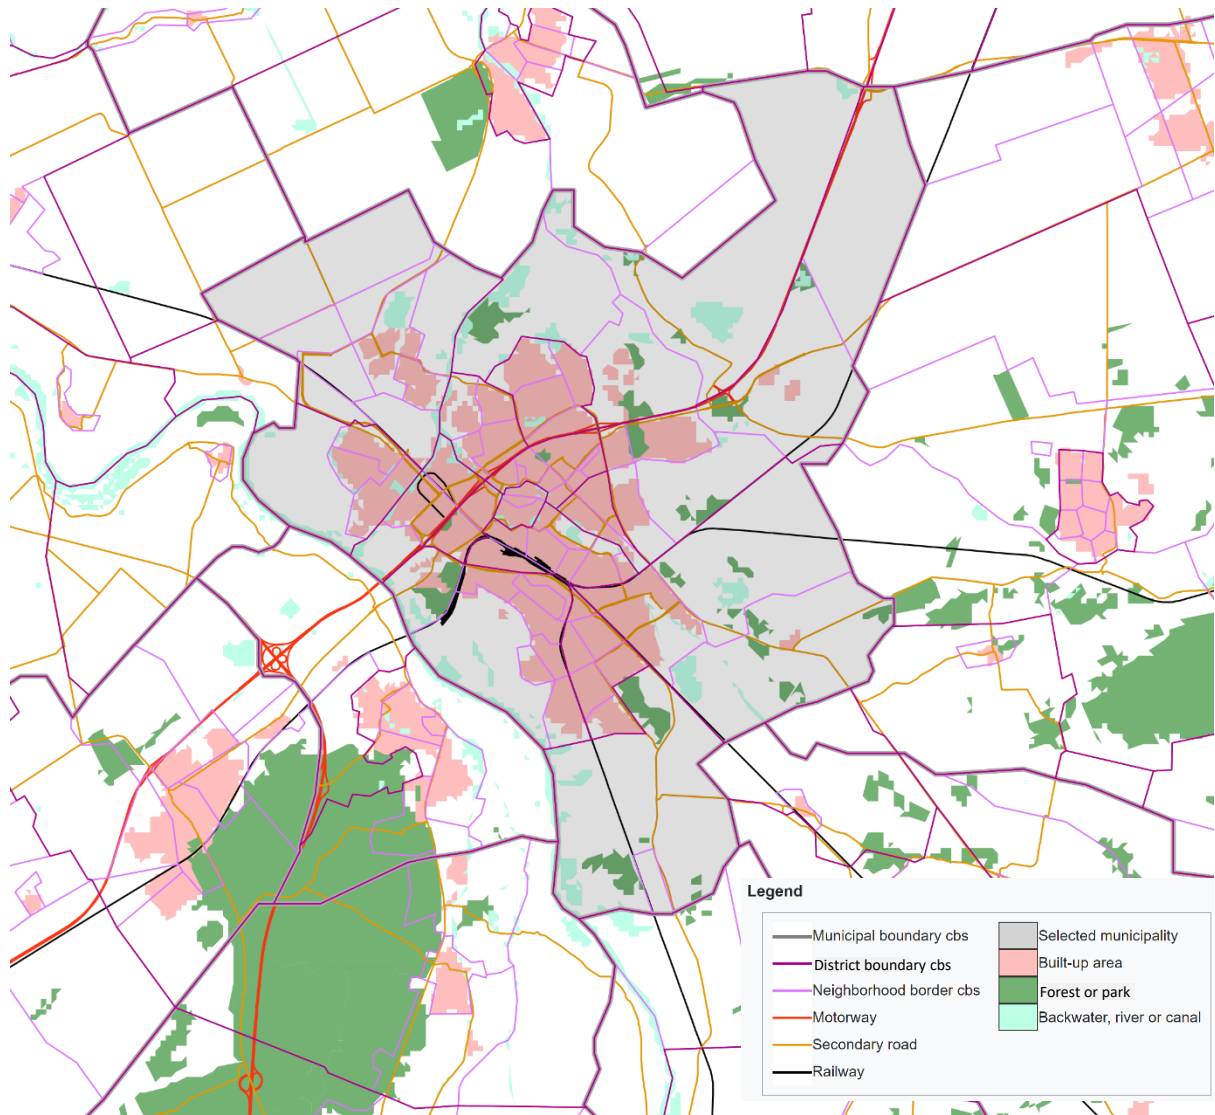 Legend
Municipal boundary cbs
District boundary cbs
Neighborhood border cbs
Motorway
Secondary road
Railway
Selected municipality
Built-up area
Forest or park
Backwater, river or canal